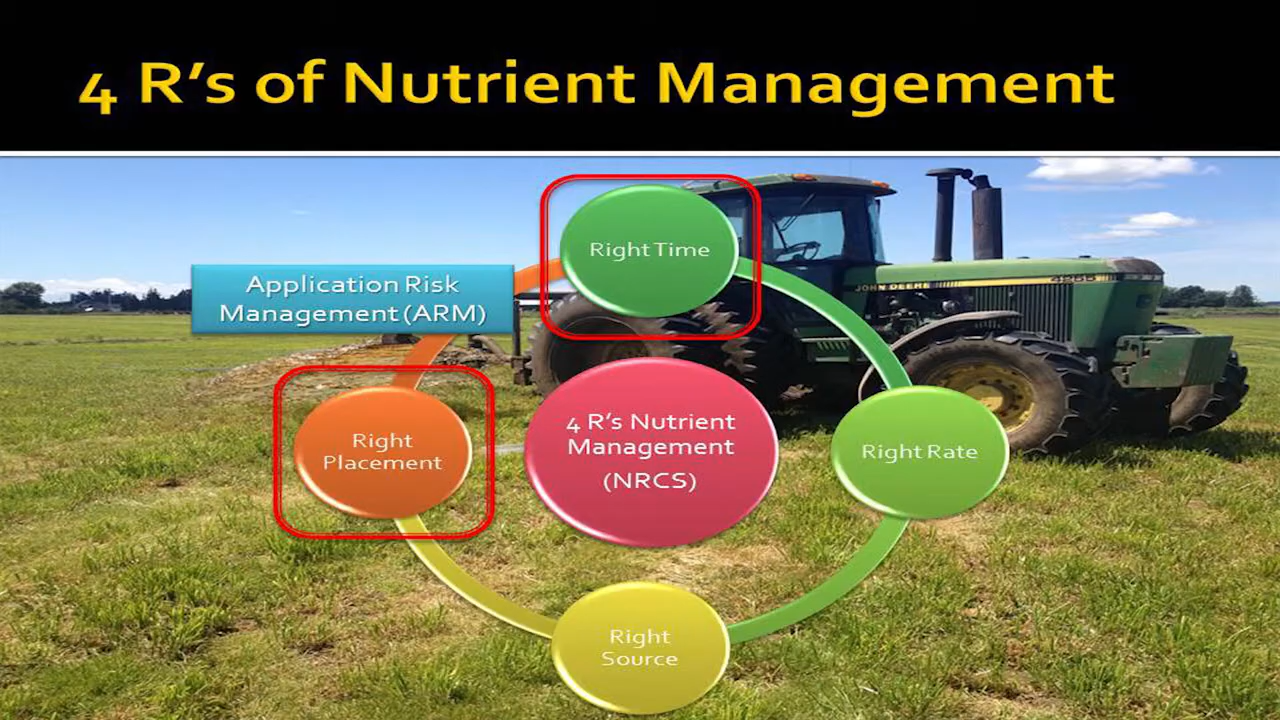 4 R's of Nutrient Management
Right Time
Application Risk
Management (ARM)
JOHN DEERE
4255
Right
Placement
4 R's Nutrient
Management
(NRCS)
Right Rate
Right
Source